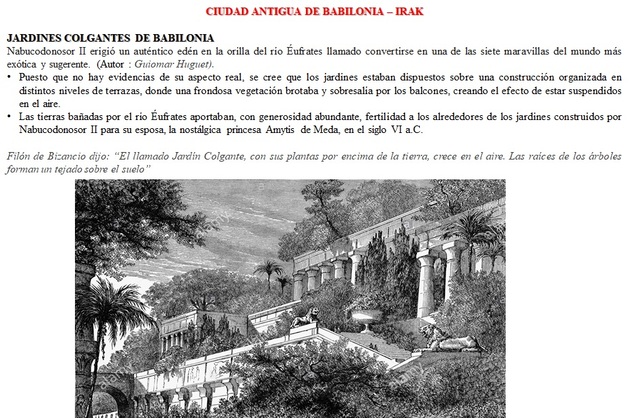 CIUDAD ANTIGUA DE BABILONIA – IRAK
JARDINES COLGANTES DE BABILONIA
Nabucodonosor II erigió un auténtico edén en la orilla del río Éufrates llamado convertirse en una de las siete maravillas del mundo más
exótica y sugerente. (Autor : Guiomar Huguet).
• Puesto que no hay evidencias de su aspecto real, se cree que los jardines estaban dispuestos sobre una construcción organizada en
distintos niveles de terrazas, donde una frondosa vegetación brotaba y sobresalía por los balcones, creando el efecto de estar suspendidos
en el aire.
• Las tierras bañadas por el río Éufrates aportaban, con generosidad abundante, fertilidad a los alrededores de los jardines construidos por
Nabucodonosor II para su esposa, la nostálgica princesa Amytis de Meda, en el siglo VI a.C.
Filón de Bizancio dijo: “El llamado Jardín Colgante, con sus plantas por encima de la tierra, crece en el aire. Las raíces de los árboles
forman un tejado sobre el suelo”